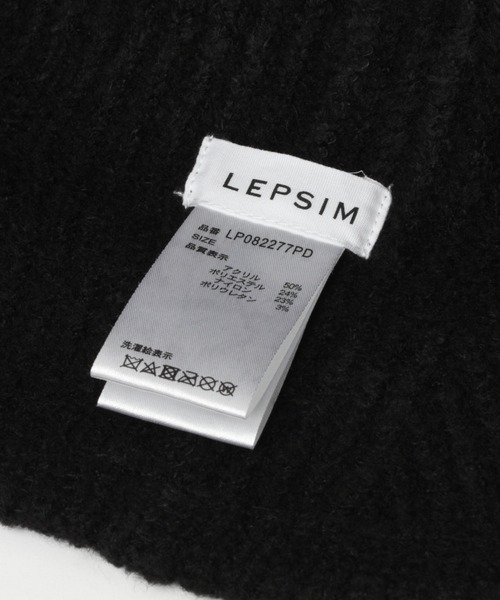 LEPSIM
品番 LP082277PD
SIZE
品質表示
アクリル 50%
ポリエステル 24%
ナイロン 23%
ポリウレタン 3%
洗濯絵表示